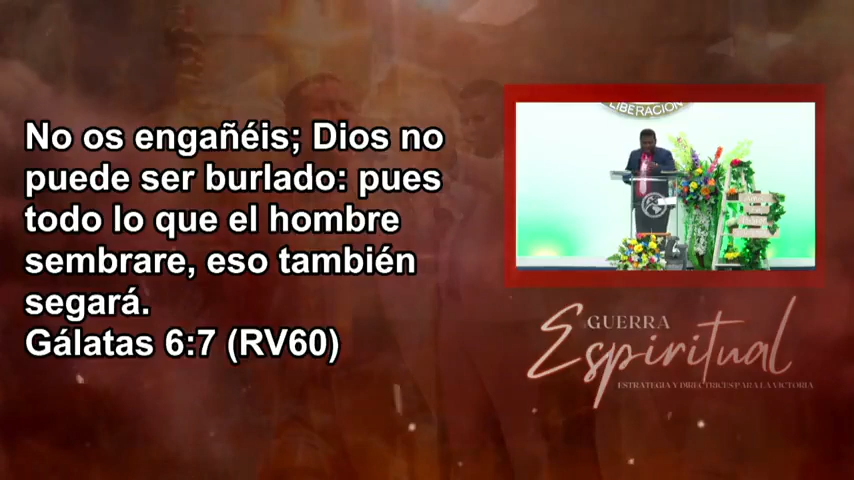 No os engañéis; Dios no
puede ser burlado: pues
todo lo que el hombre
sembrare, eso también
segará.
Gálatas 6:7 (RV60)
LIBERACIÓN
GUERRA
Espiritual
ESTRATEGIA Y DIRECTRICES PARA LA VICTORIA